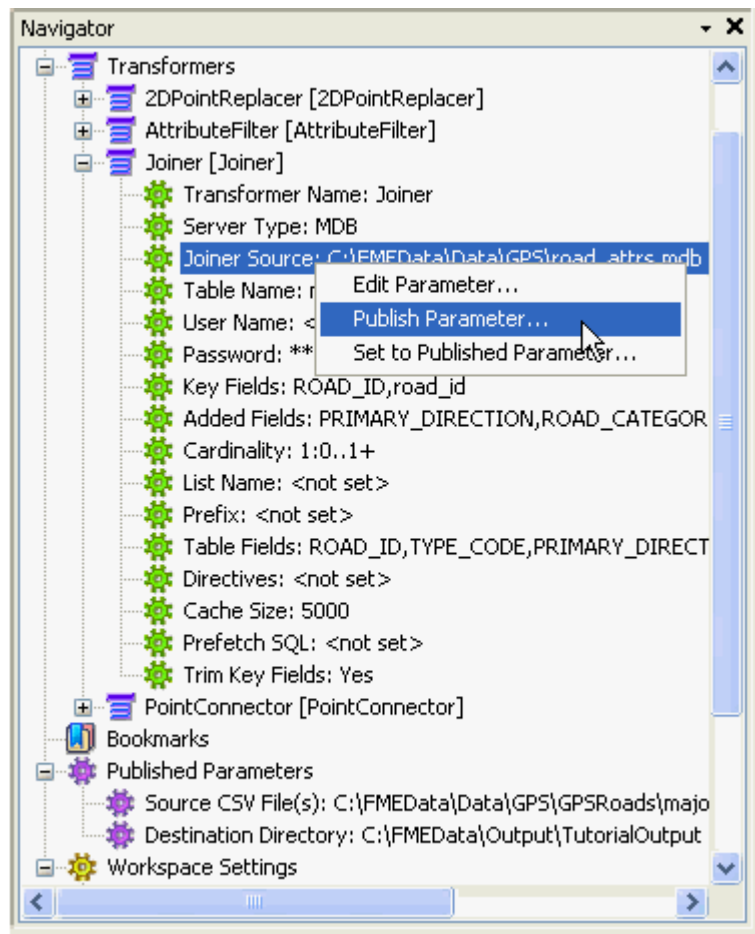 Navigator
Transformers
2DPointReplacer [2DPointReplacer]
AttributeFilter [AttributeFilter]
Joiner [Joiner]
Transformer Name: Joiner
Server Type: MDB
Joiner Source: C:\FMEData\Data\GPS\road_attrs.mdb
Table Name:
Edit Parameter...
User Name: <
Publish Parameter...
Password: **
Set to Published Parameter...
Key Fields: ROAD_ID,road_id
Added Fields: PRIMARY_DIRECTION,ROAD_CATEGOR
Cardinality: 1:0..1+
List Name: <not set>
Prefix: <not set>
Table Fields: ROAD_ID,TYPE_CODE,PRIMARY_DIRECT
Directives: <not set>
Cache Size: 5000
Prefetch SQL: <not set>
Trim Key Fields: Yes
PointConnector [PointConnector]
Bookmarks
Published Parameters
Source CSV File(s): C:\FMEData\Data\GPS\GPSRoads\majo
Destination Directory: C:\FMEData\Output\TutorialOutput
Workspace Settings